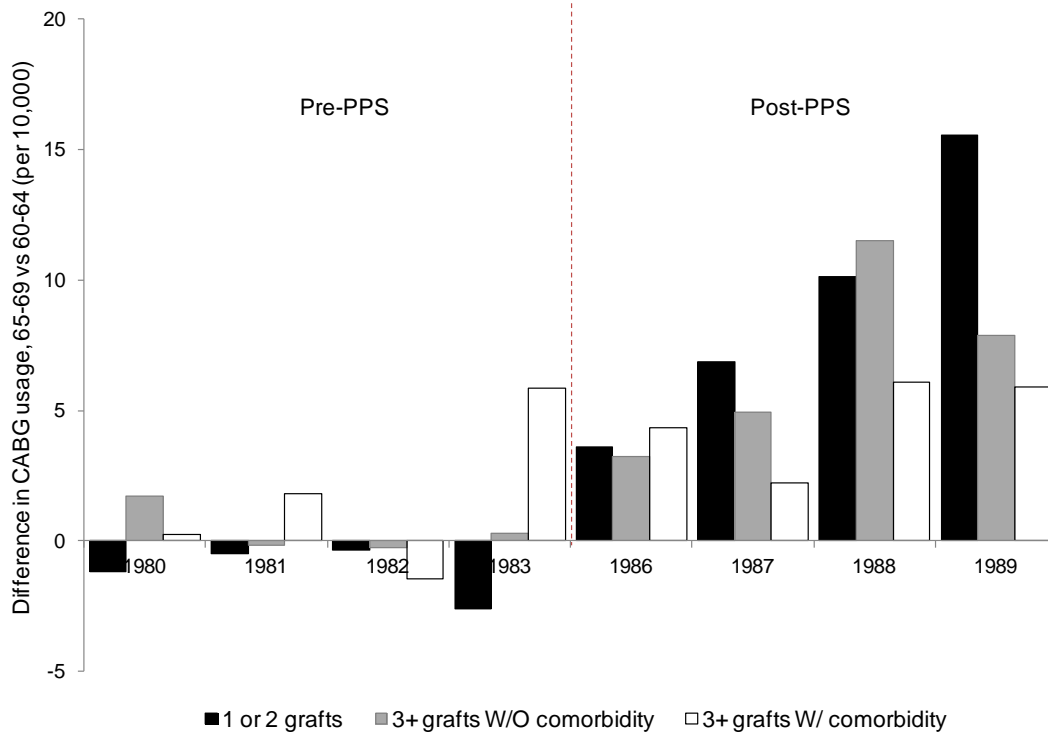 Difference in CABG usage, 65-69 vs 60-64 (per 10,000)
20
15
10
5
0
-5
Pre-PPS
Post-PPS
1980
1981
1982
1983
1986
1987
1988
1989
1 or 2 grafts
3+ grafts W/O comorbidity
3+ grafts W/ comorbidity